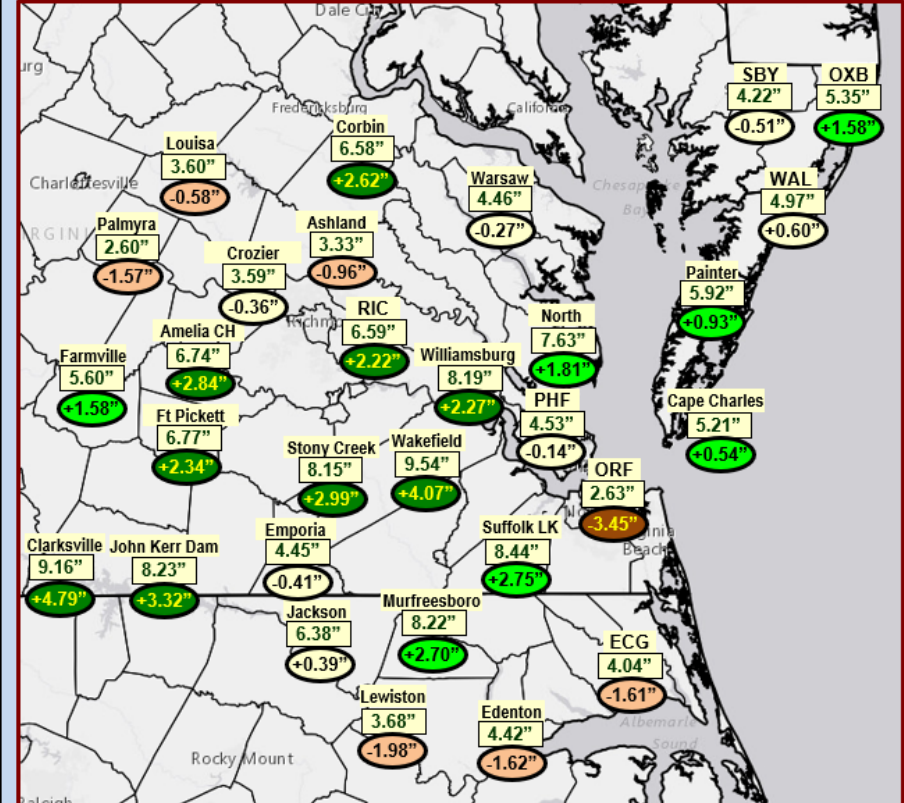 Dale City
urg
SBY
4.22”
-0.51”
OXB
5.35”
+1.58”
Fredericksburg
California
Corbin
6.58”
+2.62”
Louisa
3.60”
-0.58”
Charlottesville
Warsaw
4.46”
-0.27”
Chesapeake
Bay
WAL
4.97”
+0.60”
RGINI
Palmyra
2.60”
-1.57”
Ashland
3.33”
-0.96”
Crozier
3.59”
-0.36”
Painter
5.92”
+0.93”
Richm
RIC
6.59”
+2.22”
North
7.63”
+1.81”
Amelia CH
6.74”
+2.84”
Farmville
5.60”
+1.58”
Williamsburg
8.19”
+2.27”
PHF
4.53”
-0.14”
Cape Charles
5.21”
+0.54”
Ft Pickett
6.77”
+2.34”
Stony Creek
8.15”
+2.99”
Wakefield
9.54”
+4.07”
ORF
2.63”
-3.45”
ginia
Beach
Suffolk LK
8.44”
+2.75”
Emporia
4.45”
-0.41”
Clarksville
9.16”
+4.79”
John Kerr Dam
8.23”
+3.32”
Jackson
6.38”
+0.39”
Murfreesboro
8.22”
+2.70”
ECG
4.04”
-1.61”
Lewiston
3.68”
-1.98”
Edenton
4.42”
-1.62”
Albemarle
Sound
Rocky Mount
Raleigh